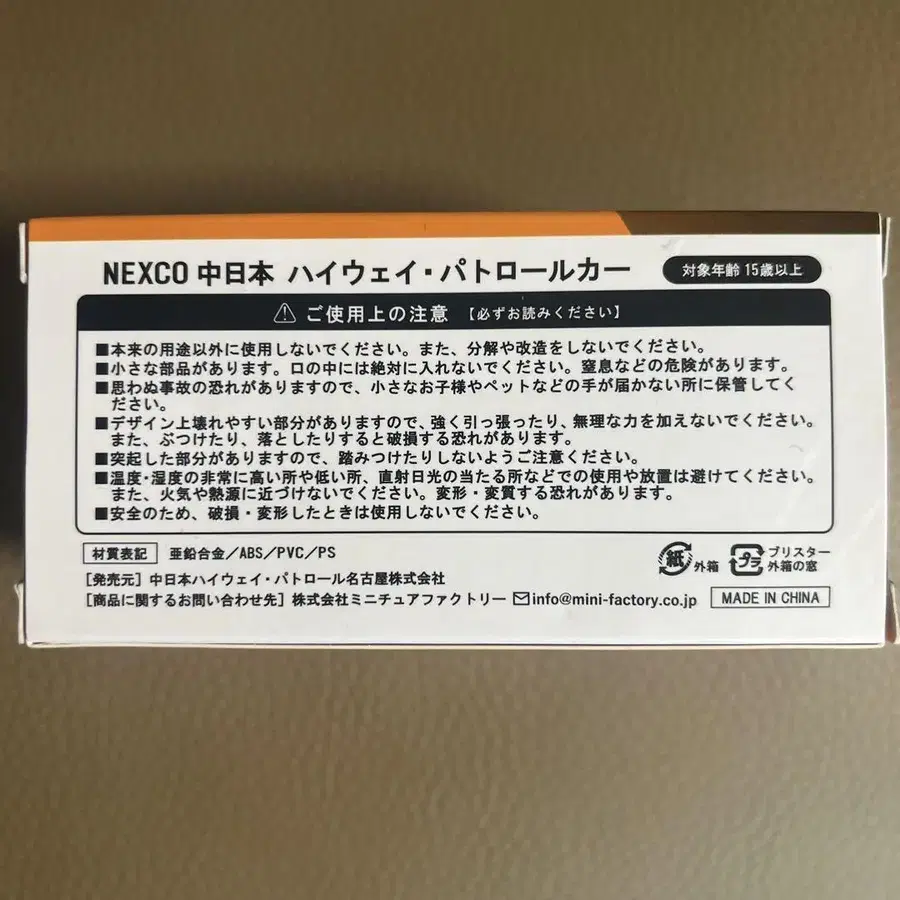 NEXCO 中日本 ハイウェイ・パトロールカー 対象年齢 15歳以上
⚠ ご使用上の注意 【必ずお読みください】
■本来の用途以外に使用しないでください。また、分解や改造をしないでください。
■小さな部品があります。口の中には絶対に入れないでください。窒息などの危険があります。
■思わぬ事故の恐れがありますので、小さなお子様やペットなどの手が届かない所に保管してく
ださい。
■デザイン上壊れやすい部分がありますので、強く引っ張ったり、無理な力を加えないでください。
また、ぶつけたり、落としたりすると破損する恐れがあります。
■突起した部分がありますので、踏みつけたりしないようご注意ください。
■温度・湿度の非常に高い所や低い所、直射日光の当たる所などでの使用や放置は避けてください。
また、火気や熱源に近づけないでください。変形・変質する恐れがあります。
■安全のため、破損・変形したときは使用しないでください。
材質表記 亜鉛合金/ABS/PVC/PS
紙 外箱 プラ ブリスター
外箱の窓
[発売元] 中日本ハイウェイ・パトロール名古屋株式会社
[商品に関するお問い合わせ先] 株式会社ミニチュアファクトリー info@mini-factory.co.jp MADE IN CHINA